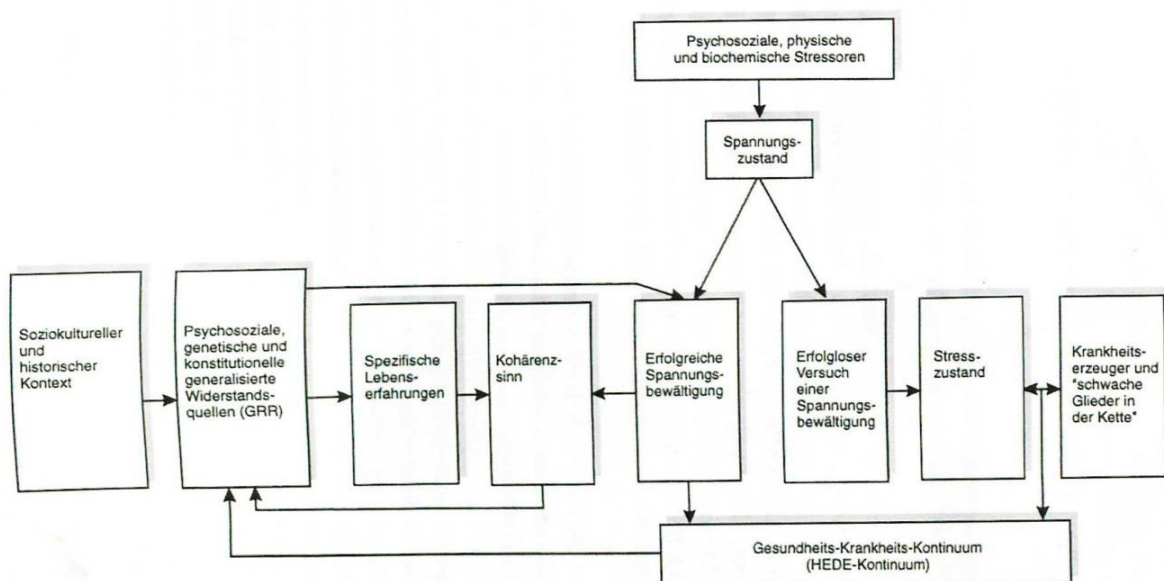 Psychosoziale, physische
und biochemische Stressoren
Spannungs-
zustand
Soziokultureller
und
historischer
Kontext
Psychosoziale,
genetische und
konstitutionelle
generalisierte
Widerstands-
quellen (GRR)
Spezifische
Lebens-
erfahrungen
Kohärenz-
sinn
Erfolgreiche
Spannungs-
bewältigung
Erfolgloser
Versuch
einer
Spannungs-
bewältigung
Stress-
zustand
Krankheits-
erzeuger und
"schwache
Glieder in
der Kette"
Gesundheits-Krankheits-Kontinuum
(HEDE-Kontinuum)